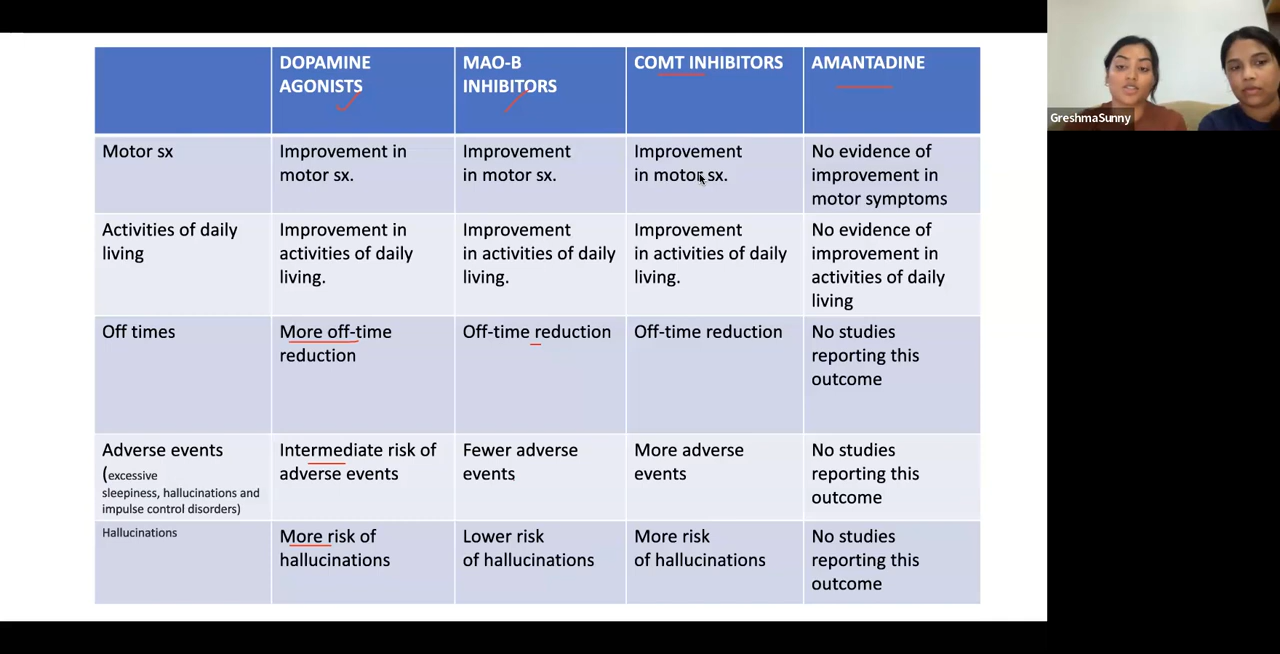 DOPAMINE
AGONISTS
MAO-B
INHIBITORS
COMT INHIBITORS
AMANTADINE
Motor sx
Improvement in
motor sx.
Improvement
in motor sx.
Improvement
in motor sx.
No evidence of
improvement in
motor symptoms
Activities of daily
living
Improvement in
activities of daily
living.
Improvement
in activities of daily
living.
Improvement
in activities of daily
living.
No evidence of
improvement in
activities of daily
living
Off times
More off-time
reduction
Off-time reduction
Off-time reduction
No studies
reporting this
outcome
Adverse events
(excessive
sleepiness, hallucinations and
impulse control disorders)
Intermediate risk of
adverse events
Fewer adverse
events
More adverse
events
No studies
reporting this
outcome
Hallucinations
More risk of
hallucinations
Lower risk
of hallucinations
More risk
of hallucinations
No studies
reporting this
outcome
GreshmaSunny